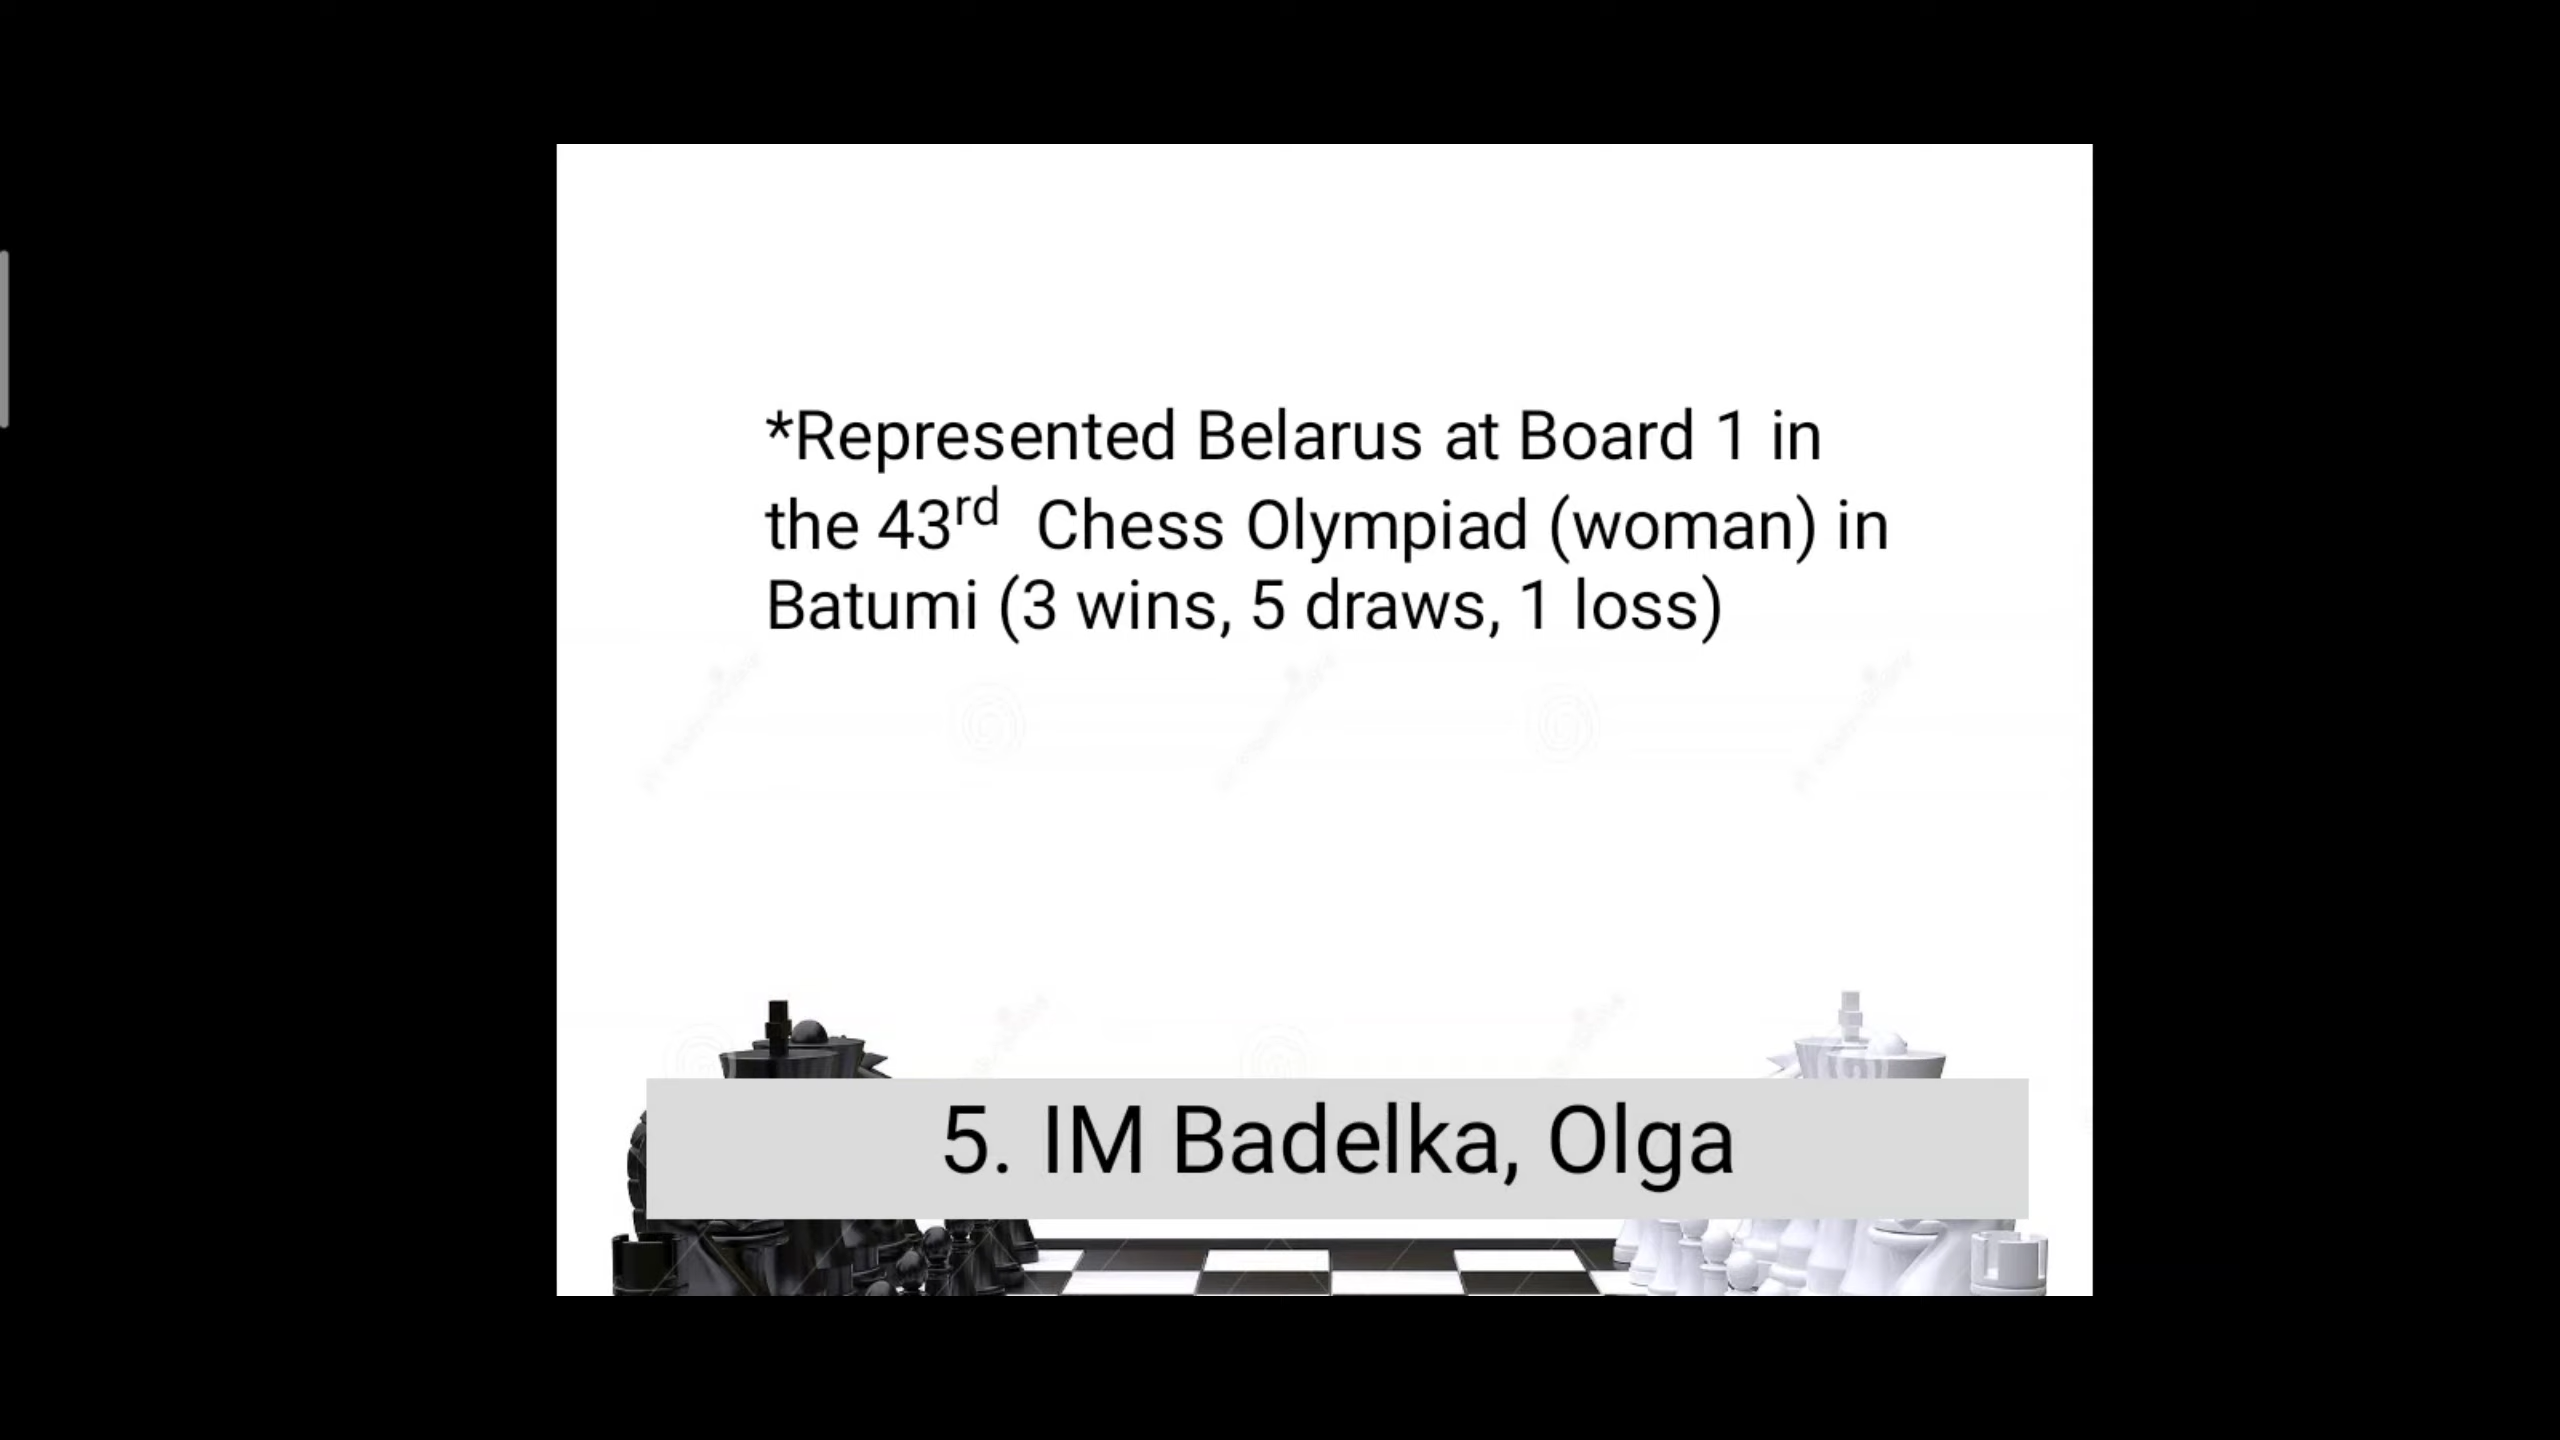 *Represented Belarus at Board 1 in
the 43rd Chess Olympiad (woman) in
Batumi (3 wins, 5 draws, 1 loss)
5. IM Badelka, Olga